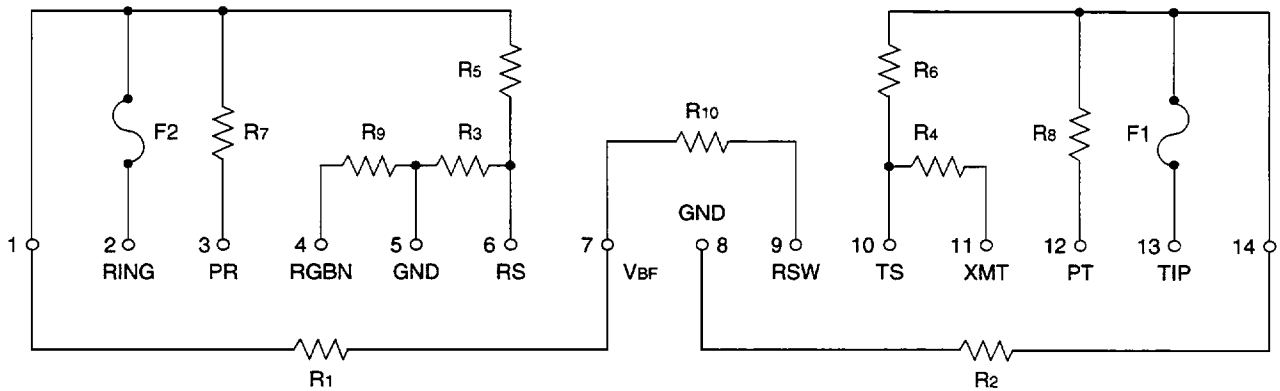 R5
R6
R10
F2
R7
R9
R3
R4
R8
F1
GND
1
2
3
4
5
6
7
8
9
10
11
12
13
14
RING
PR
RGBN
GND
RS
VBF
RSW
TS
XMT
PT
TIP
R1
R2